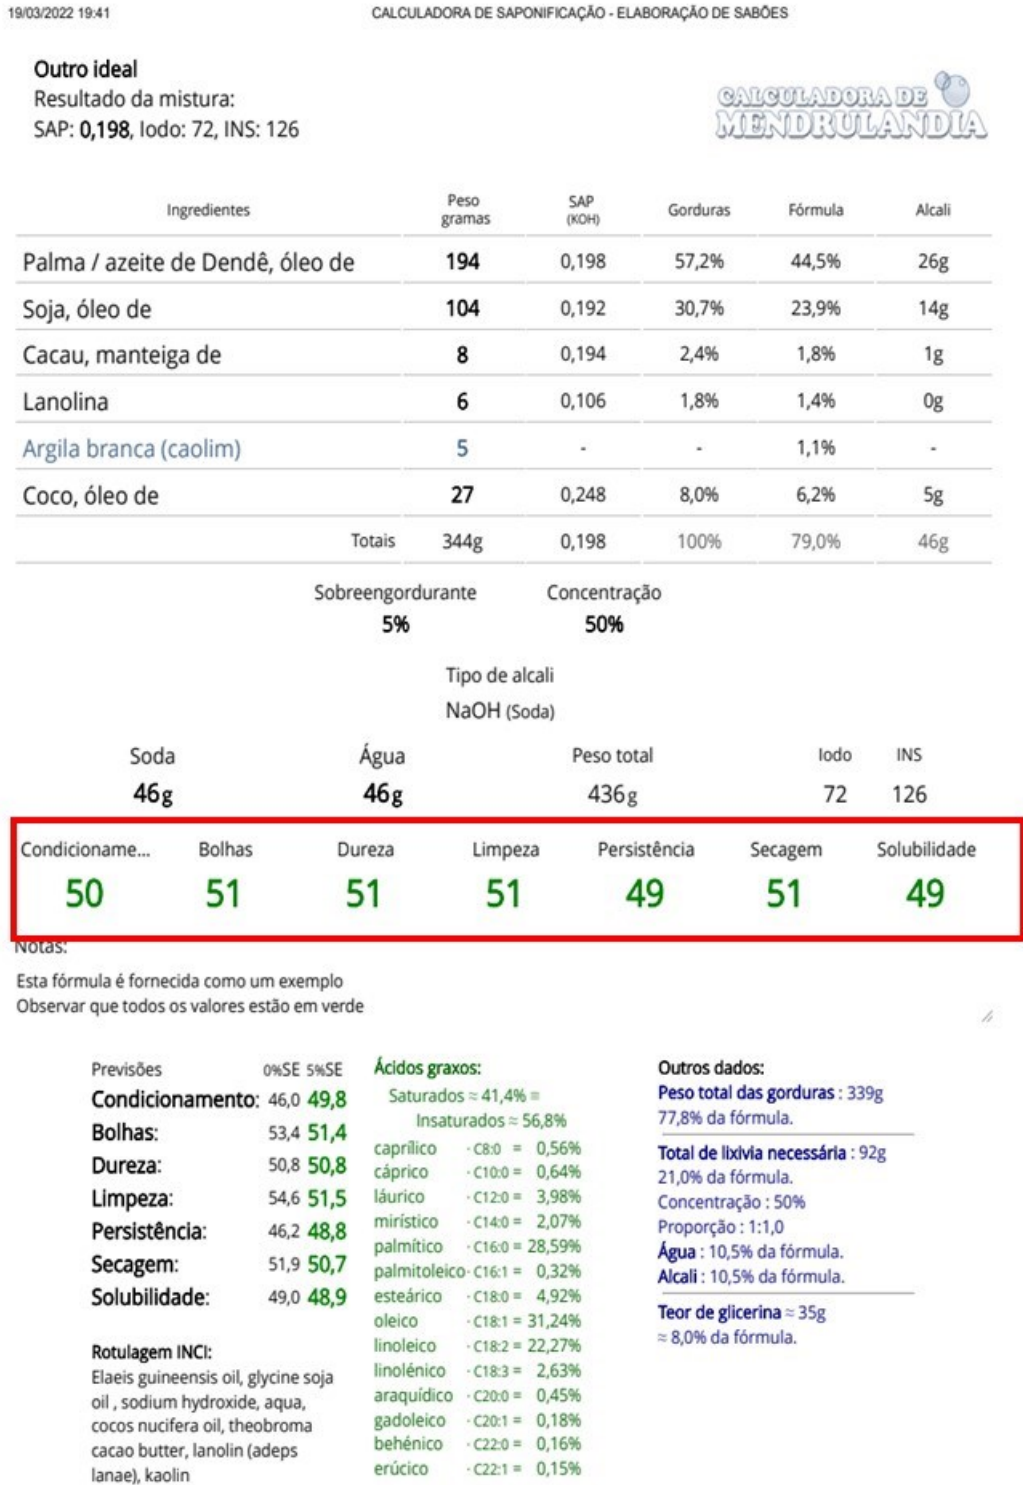 19/03/2022 19:41 CALCULADORA DE SAPONIFICAÇÃO - ELABORAÇÃO DE SABÕES
Outro ideal
Resultado da mistura:
SAP: 0,198, Iodo: 72, INS: 126
CALCULADORA DE
MENDRULANDIA
Ingredientes Peso gramas SAP (KOH) Gorduras Fórmula Alcali
Palma / azeite de Dendê, óleo de 194 0,198 57,2% 44,5% 26g
Soja, óleo de 104 0,192 30,7% 23,9% 14g
Cacau, manteiga de 8 0,194 2,4% 1,8% 1g
Lanolina 6 0,106 1,8% 1,4% 0g
Argila branca (caolim) 5 - - 1,1% -
Coco, óleo de 27 0,248 8,0% 6,2% 5g
Totais 344g 0,198 100% 79,0% 46g
Sobreengordurante Concentração
5% 50%
Tipo de alcali
NaOH (Soda)
Soda Água Peso total Iodo INS
46g 46g 436g 72 126
Condicioname... Bolhas Dureza Limpeza Persistência Secagem Solubilidade
50 51 51 51 49 51 49
Notas:
Esta fórmula é fornecida como um exemplo
Observar que todos os valores estão em verde
Previsões 0%SE 5%SE
Condicionamento: 46,0 49,8
Bolhas: 53,4 51,4
Dureza: 50,8 50,8
Limpeza: 54,6 51,5
Persistência: 46,2 48,8
Secagem: 51,9 50,7
Solubilidade: 49,0 48,9
Rotulagem INCI:
Elaeis guineensis oil, glycine soja
oil , sodium hydroxide, aqua,
cocos nucifera oil, theobroma
cacao butter, lanolin (adeps
lanae), kaolin
Ácidos graxos:
Saturados ≈ 41,4% ≡
Insaturados ≈ 56,8%
caprílico · C8:0 = 0,56%
cáprico · C10:0 = 0,64%
láurico · C12:0 = 3,98%
mirístico · C14:0 = 2,07%
palmítico · C16:0 = 28,59%
palmitoleico · C16:1 = 0,32%
esteárico · C18:0 = 4,92%
oleico · C18:1 = 31,24%
linoleico · C18:2 = 22,27%
linolénico · C18:3 = 2,63%
araquídico · C20:0 = 0,45%
gadoleico · C20:1 = 0,18%
behénico · C22:0 = 0,16%
erúcico · C22:1 = 0,15%
Outros dados:
Peso total das gorduras : 339g
77,8% da fórmula.
Total de lixivia necessária : 92g
21,0% da fórmula.
Concentração : 50%
Proporção : 1:1,0
Água : 10,5% da fórmula.
Alcali : 10,5% da fórmula.
Teor de glicerina ≈ 35g
≈ 8,0% da fórmula.